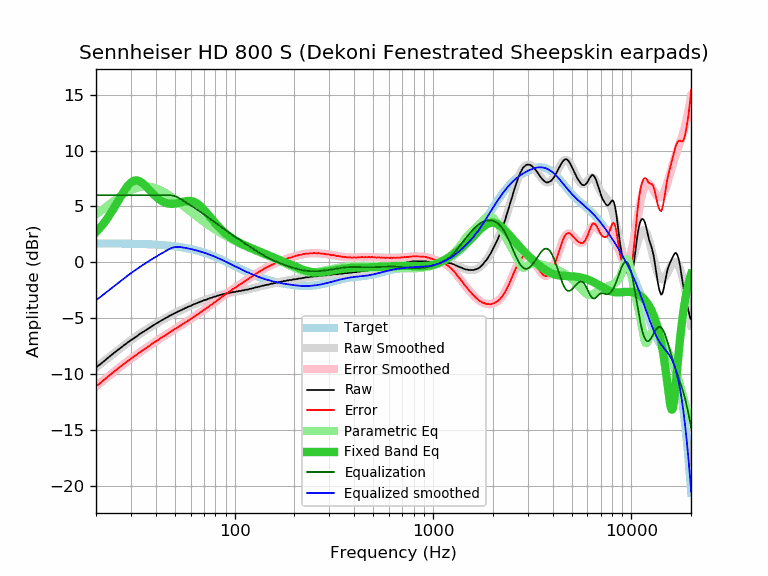 Sennheiser HD 800 S (Dekoni Fenestrated Sheepskin earpads)
15
10
5
0
−5
−10
−15
−20
Amplitude (dBr)
Target
Raw Smoothed
Error Smoothed
Raw
Error
Parametric Eq
Fixed Band Eq
Equalization
Equalized smoothed
100
1000
10000
Frequency (Hz)